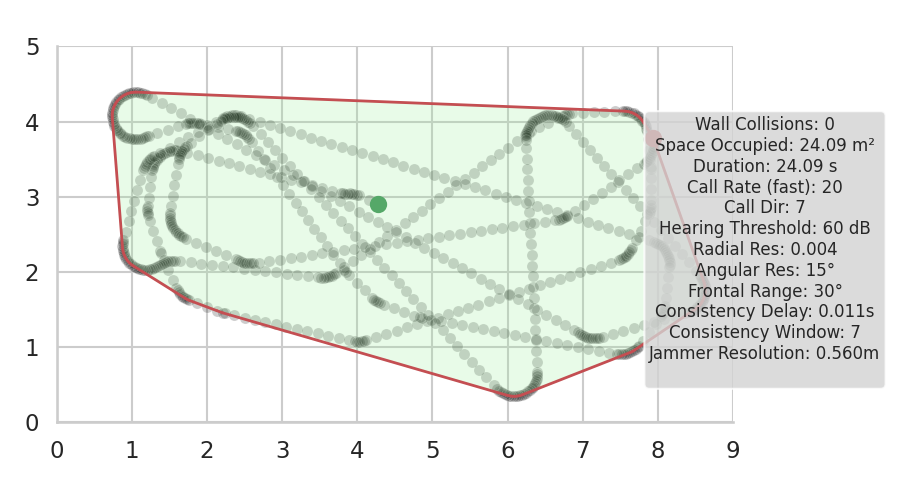 5
4
3
2
1
0
0 1 2 3 4 5 6 7 8 9
Wall Collisions: 0
Space Occupied: 24.09 m²
Duration: 24.09 s
Call Rate (fast): 20
Call Dir: 7
Hearing Threshold: 60 dB
Radial Res: 0.004
Angular Res: 15°
Frontal Range: 30°
Consistency Delay: 0.011s
Consistency Window: 7
Jammer Resolution: 0.560m